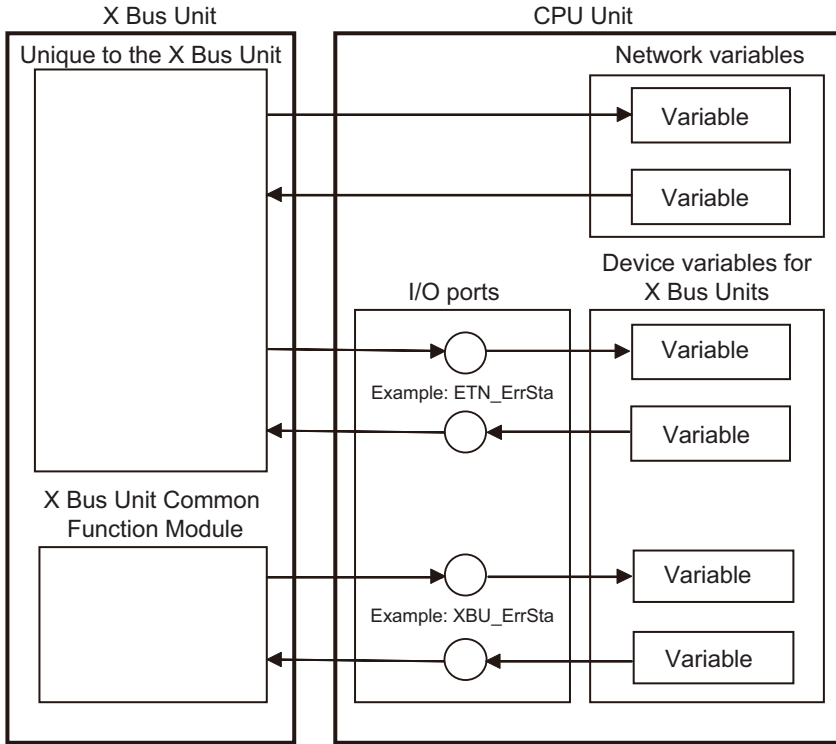 X Bus Unit
CPU Unit
Unique to the X Bus Unit
Network variables
Variable
Variable
Device variables for
X Bus Units
I/O ports
Variable
Example: ETN_ErrSta
Variable
X Bus Unit Common
Function Module
Variable
Example: XBU_ErrSta
Variable